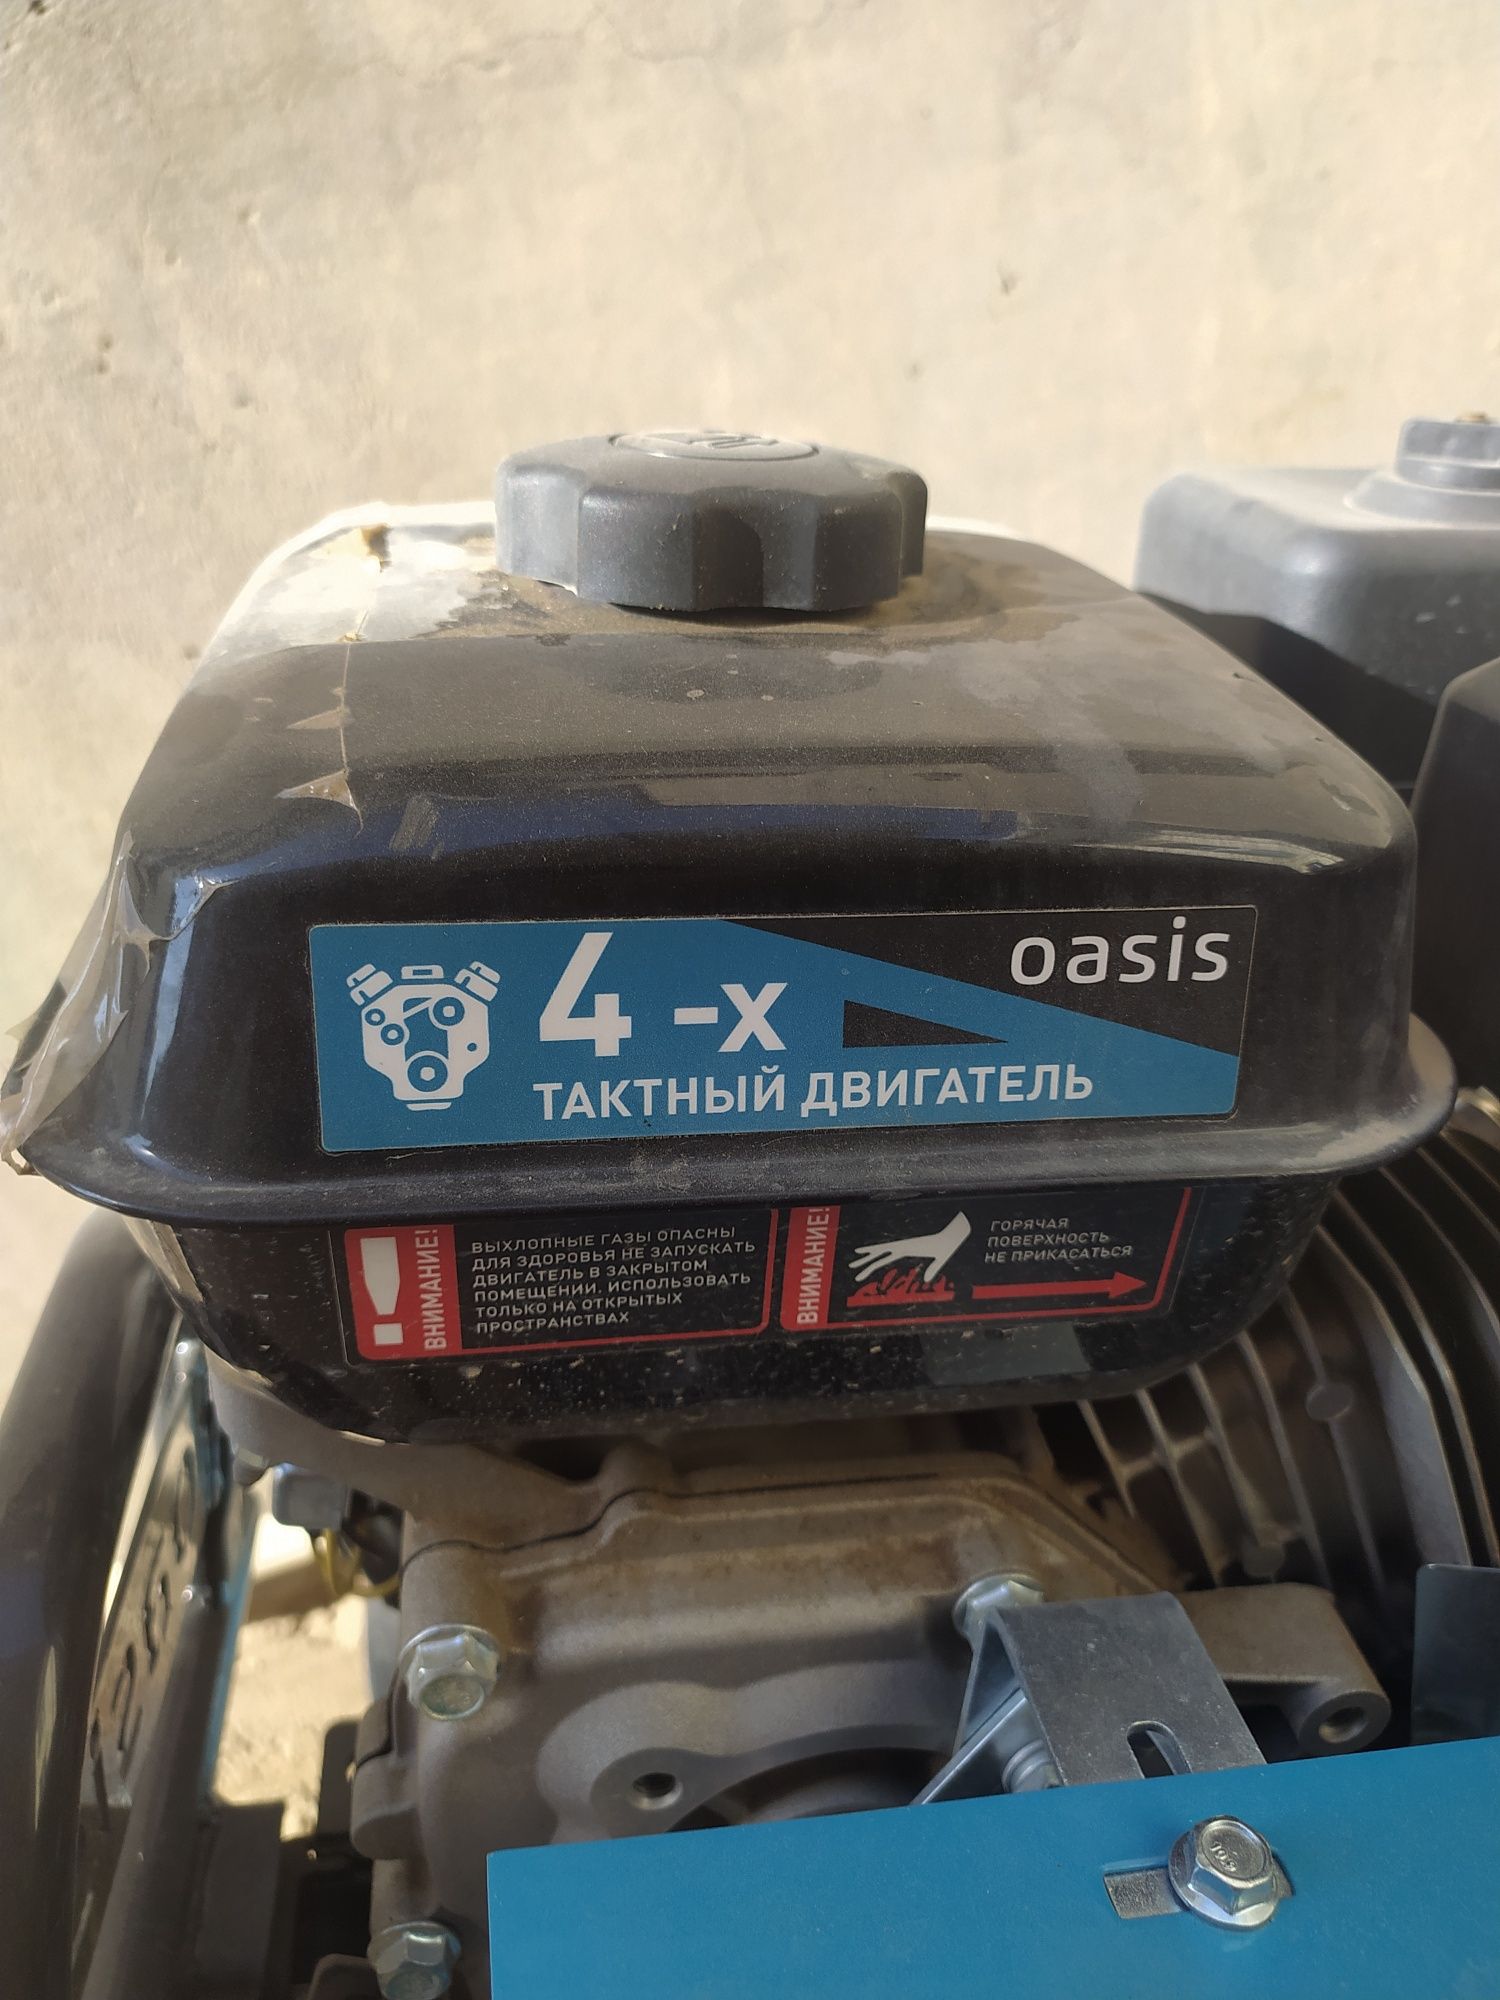 oasis
4-х
ТАКТНЫЙ ДВИГАТЕЛЬ
ВНИМАНИЕ!
ВЫХЛОПНЫЕ ГАЗЫ ОПАСНЫ
ДЛЯ ЗДОРОВЬЯ НЕ ЗАПУСКАТЬ
ДВИГАТЕЛЬ В ЗАКРЫТОМ
ПОМЕЩЕНИИ. ИСПОЛЬЗОВАТЬ
ТОЛЬКО НА ОТКРЫТЫХ
ПРОСТРАНСТВАХ
ВНИМАНИЕ!
ГОРЯЧАЯ
ПОВЕРХНОСТЬ
НЕ ПРИКАСАТЬСЯ